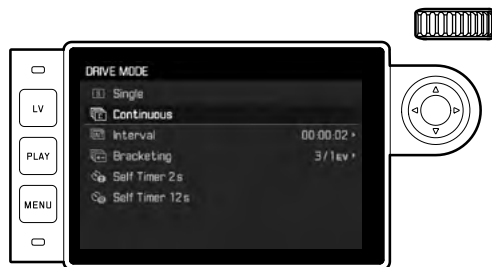 DRIVE MODE
Single
Continuous
Interval 00:00:02
Bracketing 3/1EV
Self Timer 2s
Self Timer 12s
LV
PLAY
MENU